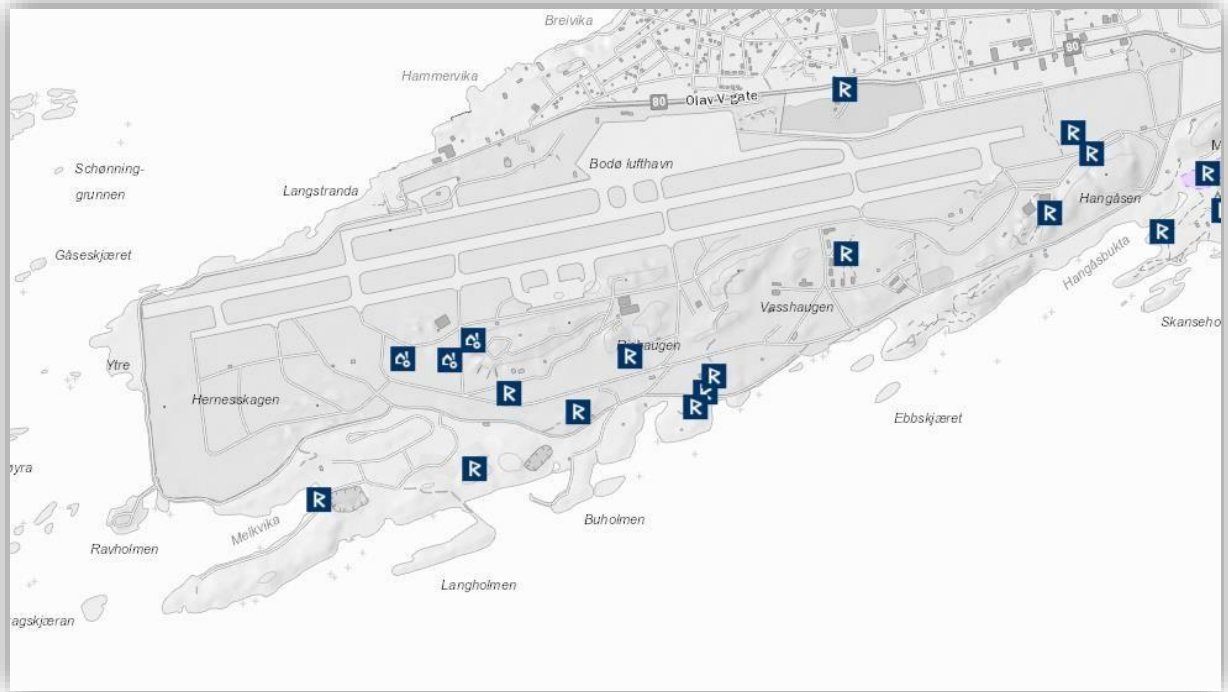 Breivika
80
Hammervika
80
Olav V gate
R
R
Bodø lufthavn
R
Schønning-
grunnen
M
R
Langstranda
Hangåsen
R
R
Gåseskjæret
R
Hangåsbukta
Vasshaugen
Skanseho
R
Ytre
R
Hernesskagen
R
R
R
Ebbskjæret
øyra
R
R
Buholmen
Melkvika
Ravholmen
Langholmen
agskjæran